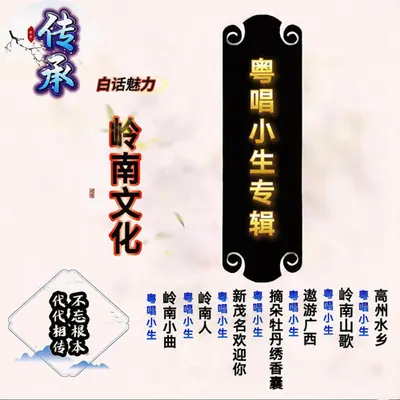 传承
白话魅力
岭南文化
粤唱小生专辑
高州水乡
粤唱小生
岭南山歌
粤唱小生
遨游广西
粤唱小生
摘朵牡丹绣香囊
粤唱小生
新茂名欢迎你
粤唱小生
岭南人
粤唱小生
岭南小曲
粤唱小生
不忘根本
代代相传